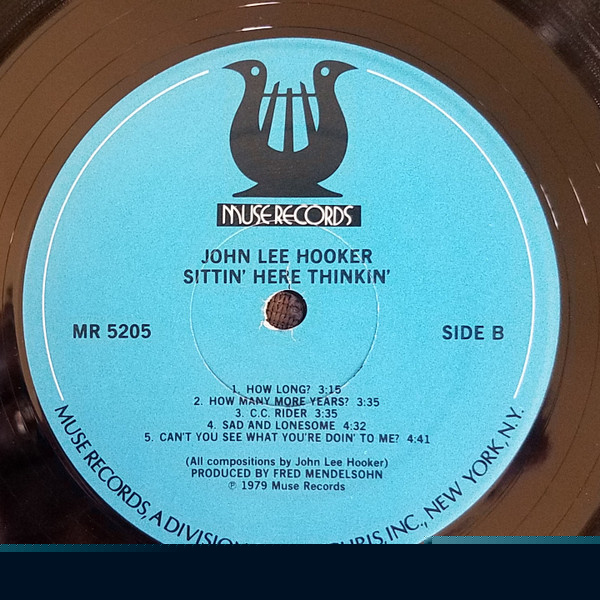 MUSE RECORDS
JOHN LEE HOOKER
SITTIN' HERE THINKIN'
MR 5205
SIDE B
1. HOW LONG? 3:15
2. HOW MANY MORE YEARS? 3:35
3. C.C. RIDER 3:35
4. SAD AND LONESOME 4:32
5. CAN'T YOU SEE WHAT YOU'RE DOIN' TO ME? 4:41
(All compositions by John Lee Hooker)
PRODUCED BY FRED MENDELSOHN
℗ 1979 Muse Records
MUSE RECORDS, A DIVISION INC., NEW YORK, N.Y.